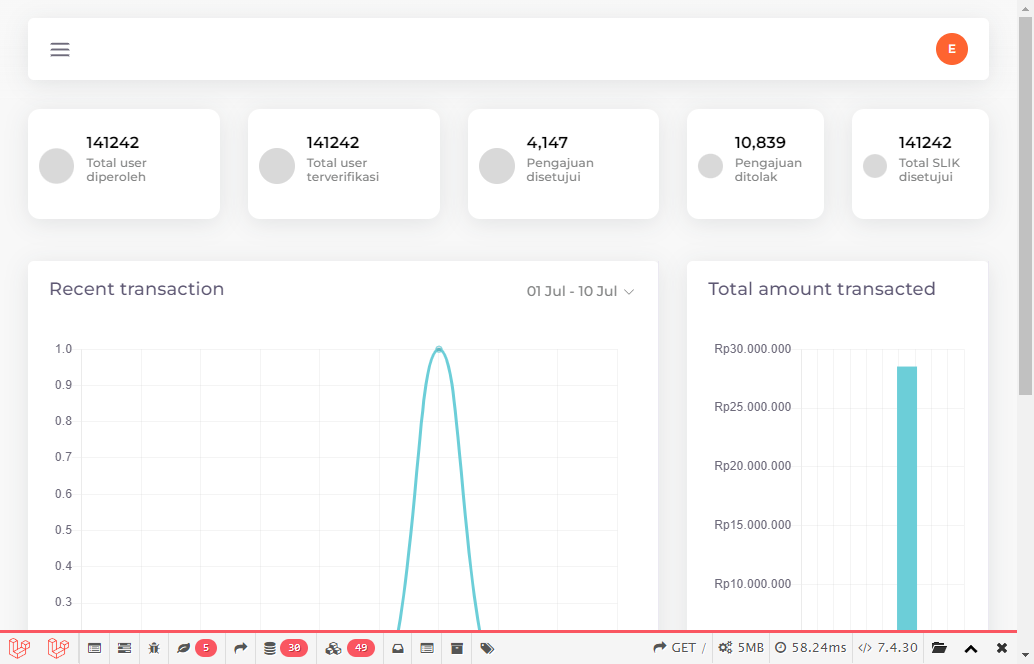 E
141242
Total user
diperoleh
141242
Total user
terverifikasi
4,147
Pengajuan
disetujui
10,839
Pengajuan
ditolak
141242
Total SLIK
disetujui
Recent transaction
01 Jul - 10 Jul
1.0
0.9
0.8
0.7
0.6
0.5
0.4
0.3
Total amount transacted
Rp30.000.000
Rp25.000.000
Rp20.000.000
Rp15.000.000
Rp10.000.000
5
30
49
GET /
5MB
58.24ms
</> 7.4.30